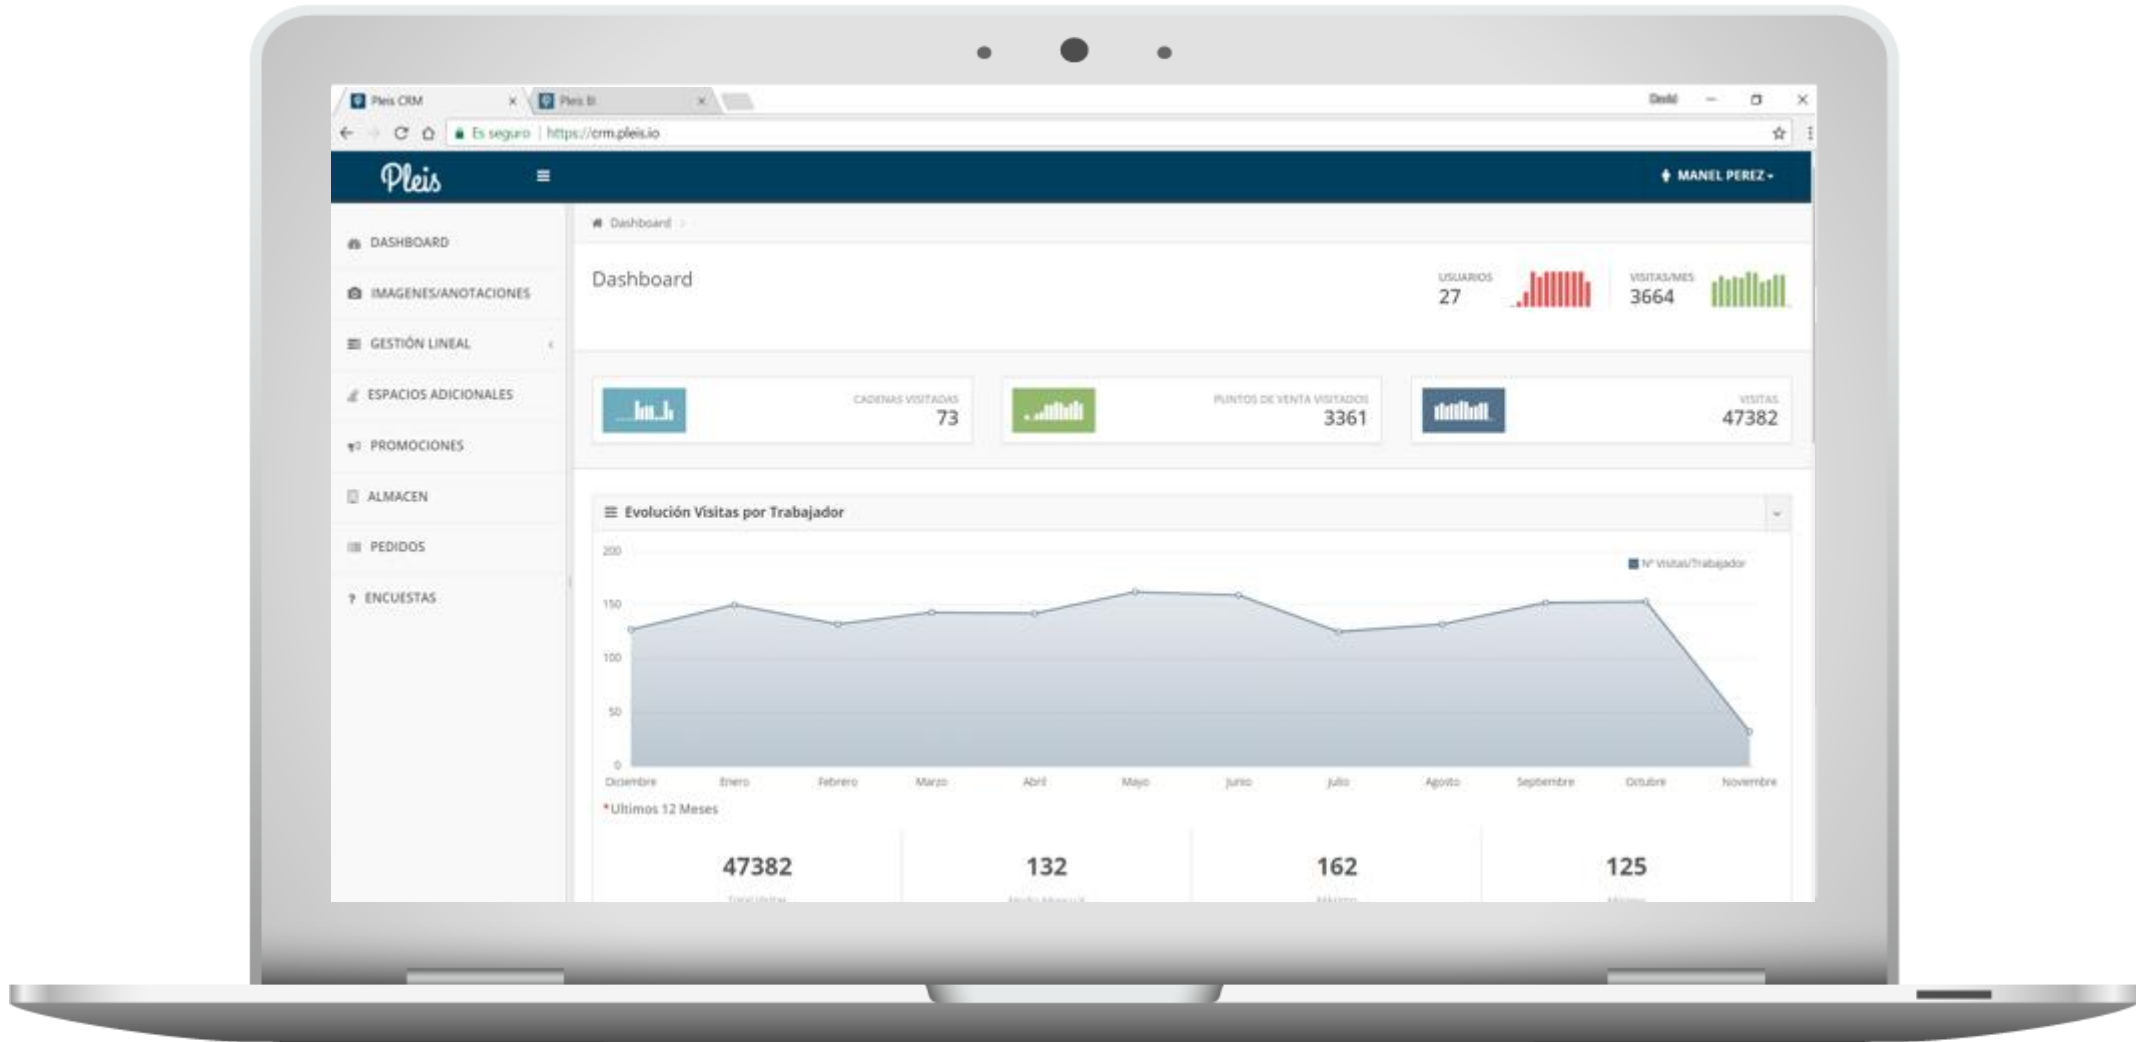 Pleis CRM
Pleis BI
David
Es seguro | https://crm.pleis.io
Pleis
MANEL PEREZ
Dashboard
DASHBOARD
IMAGENES/ANOTACIONES
GESTIÓN LINEAL
ESPACIOS ADICIONALES
PROMOCIONES
ALMACEN
PEDIDOS
? ENCUESTAS
Dashboard
USUARIOS
27
VISITAS/MES
3664
CADENAS VISITADAS
73
PUNTOS DE VENTA VISITADOS
3361
VISITAS
47382
Evolución Visitas por Trabajador
Nº Visitas/Trabajador
200
150
100
50
0
Diciembre Enero Febrero Marzo Abril Mayo Junio Julio Agosto Septiembre Octubre Noviembre
*Ultimos 12 Meses
47382 132 162 125